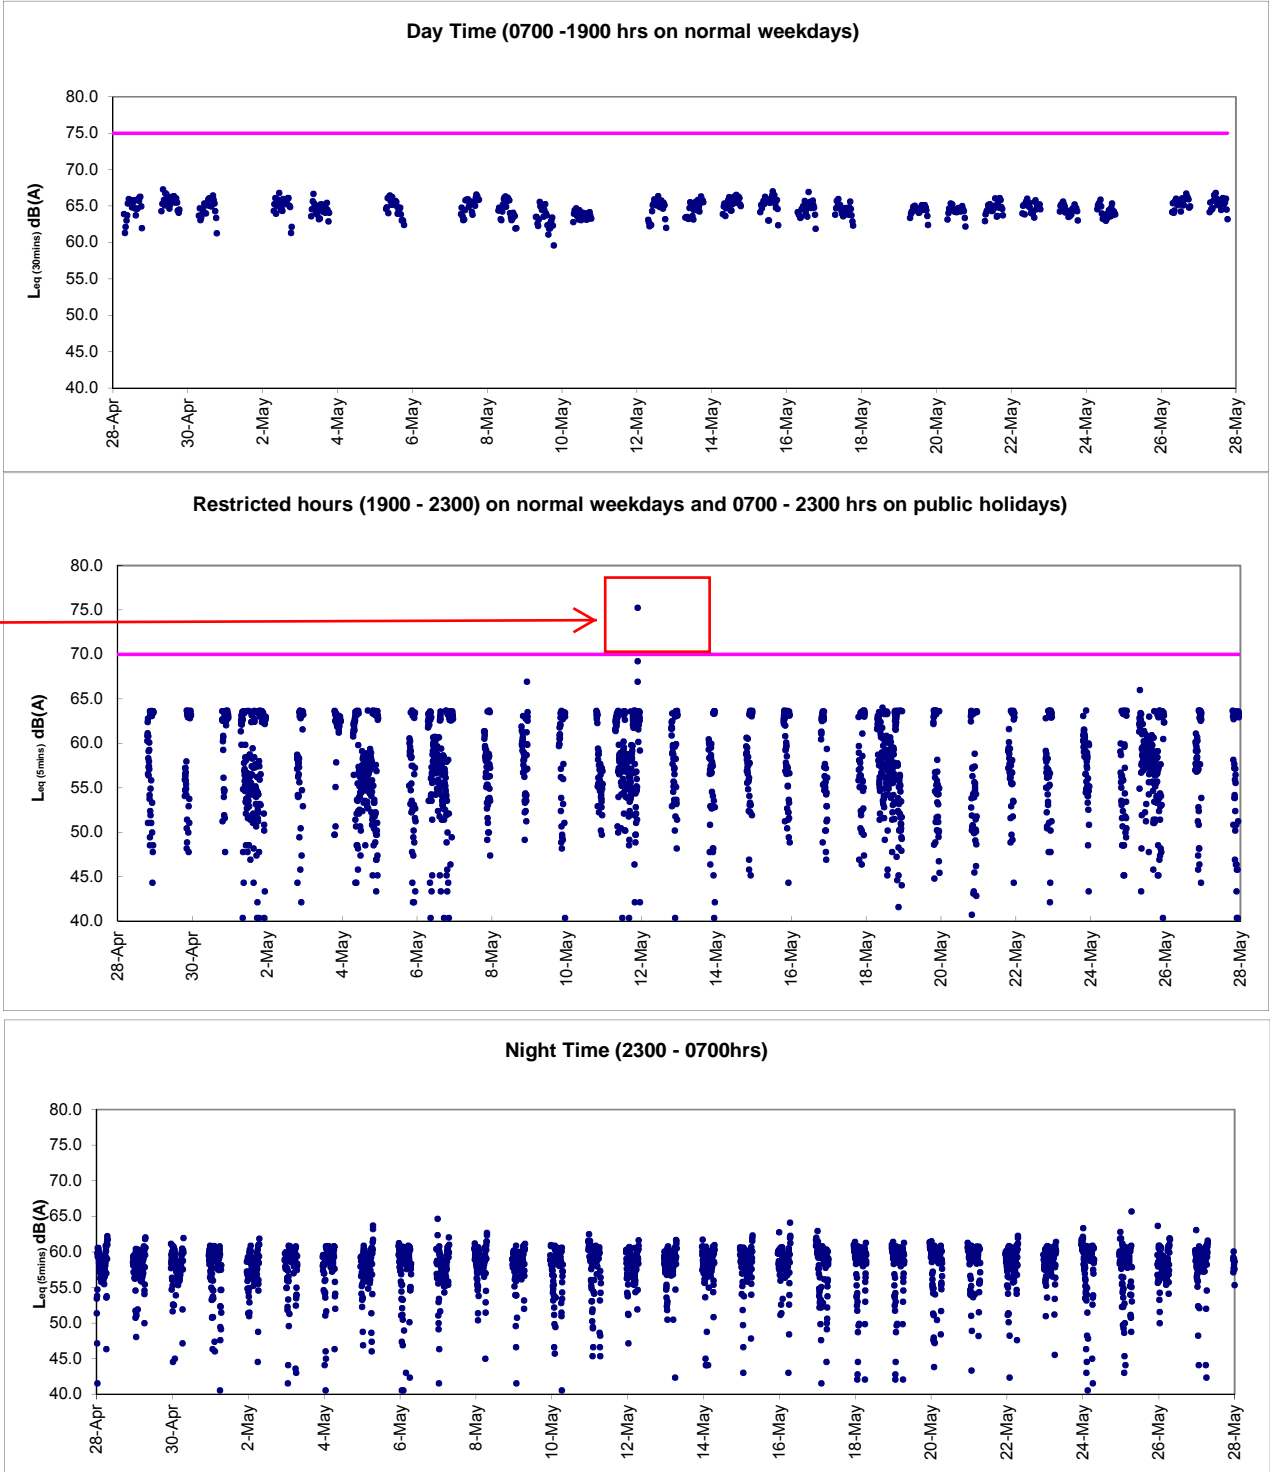 Day Time (0700 -1900 hrs on normal weekdays)
80.0
75.0
70.0
65.0
60.0
55.0
50.0
45.0
40.0
Leq (30mins) dB(A)
28-Apr
30-Apr
2-May
4-May
6-May
8-May
10-May
12-May
14-May
16-May
18-May
20-May
22-May
24-May
26-May
28-May
Restricted hours (1900 - 2300) on normal weekdays and 0700 - 2300 hrs on public holidays)
80.0
75.0
70.0
65.0
60.0
55.0
50.0
45.0
40.0
Leq (5mins) dB(A)
28-Apr
30-Apr
2-May
4-May
6-May
8-May
10-May
12-May
14-May
16-May
18-May
20-May
22-May
24-May
26-May
28-May
Night Time (2300 - 0700hrs)
80.0
75.0
70.0
65.0
60.0
55.0
50.0
45.0
40.0
Leq (5mins) dB(A)
28-Apr
30-Apr
2-May
4-May
6-May
8-May
10-May
12-May
14-May
16-May
18-May
20-May
22-May
24-May
26-May
28-May